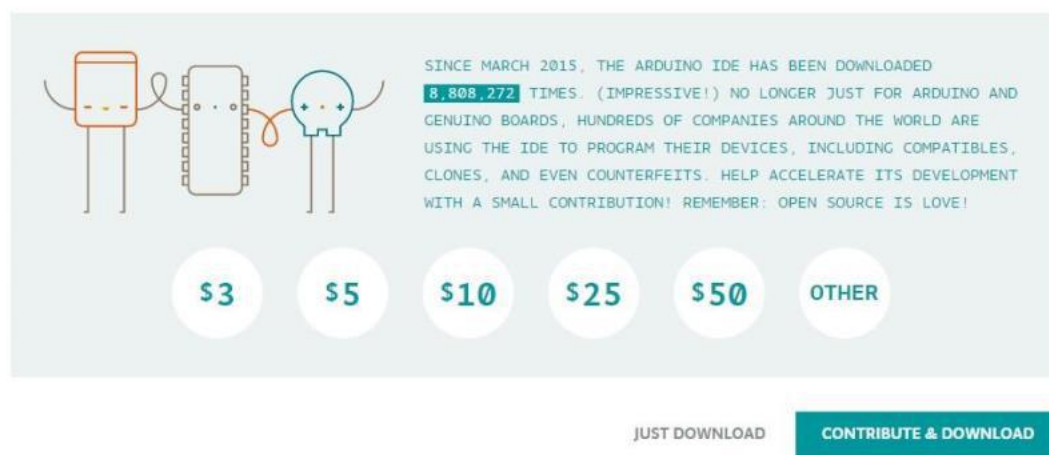 SINCE MARCH 2015, THE ARDUINO IDE HAS BEEN DOWNLOADED
8,808,272 TIMES. (IMPRESSIVE!) NO LONGER JUST FOR ARDUINO AND
GENUINO BOARDS, HUNDREDS OF COMPANIES AROUND THE WORLD ARE
USING THE IDE TO PROGRAM THEIR DEVICES, INCLUDING COMPATIBLES,
CLONES, AND EVEN COUNTERFEITS. HELP ACCELERATE ITS DEVELOPMENT
WITH A SMALL CONTRIBUTION! REMEMBER: OPEN SOURCE IS LOVE!
$3 $5 $10 $25 $50 OTHER
JUST DOWNLOAD CONTRIBUTE & DOWNLOAD